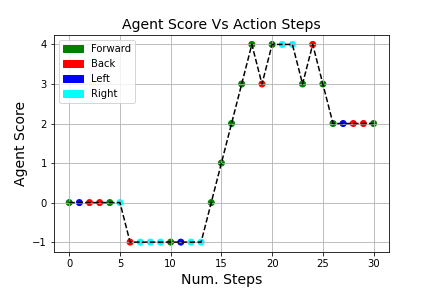 Agent Score Vs Action Steps
4
3
2
1
0
−1
Agent Score
Forward
Back
Left
Right
0 5 10 15 20 25 30
Num. Steps